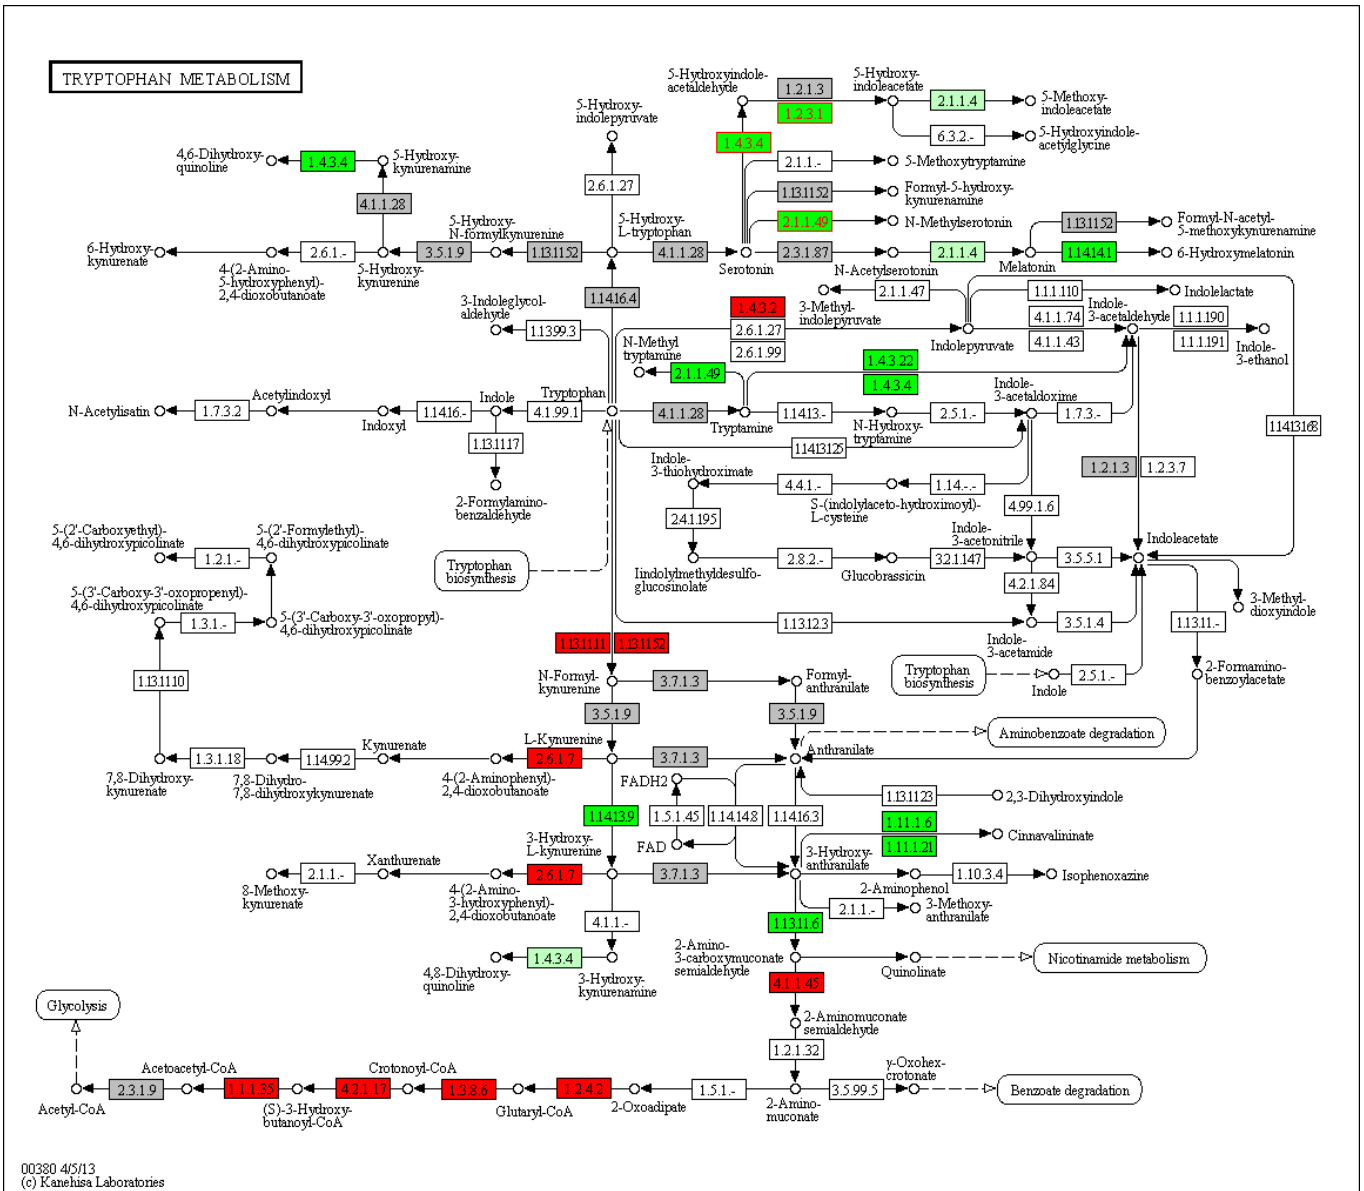 TRYPTOPHAN METABOLISM
5-Hydroxyindole-
acetaldehyde
1.2.3.1
1.2.1.3
5-Hydroxy-
indoleacetate
2.1.1.4
5-Methoxy-
indoleacetate
6.3.2.-
5-Hydroxyindole-
acetylglycine
5-Hydroxy-
indolepyruvate
1.4.3.4
2.1.1.-
5-Methoxytryptamine
4,6-Dihydroxy-
quinoline
1.4.3.4
5-Hydroxy-
kynurenamine
2.6.1.27
1.13.11.52
Formyl-5-hydroxy-
kynurenamine
4.1.1.28
5-Hydroxy-
N-formylkynurenine
5-Hydroxy-
L-tryptophan
2.1.1.49
N-Methylserotonin
1.13.11.52
Formyl-N-acetyl-
5-methoxykynurenamine
6-Hydroxy-
kynurenate
2.6.1.-
3.5.1.9
1.13.11.52
4.1.1.28
Serotonin
2.3.1.87
2.1.1.4
Melatonin
1.14.14.1
6-Hydroxymelatonin
4-(2-Amino-
5-hydroxyphenyl)-
2,4-dioxobutanoate
5-Hydroxy-
kynurenine
N-Acetylserotonin
1.14.16.4
2.1.1.47
1.1.1.110
Indolelactate
3-Indoleglycol-
aldehyde
1.4.3.2
3-Methyl-
indolepyruvate
Indole-
3-acetaldehyde
1.13.99.3
2.6.1.27
2.6.1.99
Indolepyruvate
4.1.1.74
4.1.1.43
1.1.1.190
1.1.1.191
Indole-
3-ethanol
N-Methyl
tryptamine
2.1.1.49
1.4.3.22
1.4.3.4
N-Acetylisatin
1.7.3.2
Acetylindoxyl
Indoxyl
1.14.16.-
Indole
4.1.99.1
Tryptophan
4.1.1.28
Tryptamine
1.14.13.-
N-Hydroxy-
tryptamine
2.5.1.-
Indole-
3-acetaldoxime
1.7.3.-
1.14.13.168
1.13.11.17
1.14.13.125
2-Formylamino-
benzaldehyde
Indole-
3-thiohydroximate
4.4.1.-
S-(indolylaceto-hydroximoyl)-
L-cysteine
1.14.-.-
1.2.1.3
1.2.3.7
4.99.1.6
2.4.1.195
5-(2'-Carboxyethyl)-
4,6-dihydroxypicolinate
5-(2'-Formylethyl)-
4,6-dihydroxypicolinate
1.2.1.-
Tryptophan
biosynthesis
Iindolylmethyldesulfo-
glucosinolate
2.8.2.-
Glucobrassicin
3.2.1.147
Indole-
3-acetonitrile
3.5.5.1
Indoleacetate
4.2.1.84
3-Methyl-
dioxyindole
5-(3'-Carboxy-3'-oxopropenyl)-
4,6-dihydroxypicolinate
1.3.1.-
5-(3'-Carboxy-3'-oxopropyl)-
4,6-dihydroxypicolinate
1.13.12.3
Indole-
3-acetamide
3.5.1.4
1.13.11.-
1.13.11.11
1.13.11.52
1.13.11.10
N-Formyl-
kynurenine
3.7.1.3
Formyl-
anthranilate
Tryptophan
biosynthesis
Indole
2.5.1.-
2-Formamino-
benzoylacetate
3.5.1.9
3.5.1.9
Aminobenzoate degradation
7,8-Dihydroxy-
kynurenate
1.3.1.18
7,8-Dihydro-
7,8-dihydroxykynurenate
1.14.99.2
Kynurenate
4-(2-Aminophenyl)-
2,4-dioxobutanoate
2.6.1.7
L-Kynurenine
3.7.1.3
Anthranilate
FADH2
1.13.11.23
2,3-Dihydroxyindole
1.14.13.9
1.5.1.45
1.14.14.8
1.14.16.3
1.11.1.6
1.11.1.21
Cinnavalininate
FAD
3-Hydroxy-
L-kynurenine
3-Hydroxy-
anthranilate
8-Methoxy-
kynurenate
2.1.1.-
Xanthurenate
4-(2-Amino-
3-hydroxyphenyl)-
2,4-dioxobutanoate
2.6.1.7
3.7.1.3
2-Aminophenol
1.10.3.4
Isophenoxazine
4.1.1.-
2.1.1.-
3-Methoxy-
anthranilate
1.13.11.6
4,8-Dihydroxy-
quinoline
1.4.3.4
3-Hydroxy-
kynurenamine
2-Amino-
3-carboxymuconate
semialdehyde
Quinolinate
Nicotinamide metabolism
4.1.1.45
2-Aminomuconate
semialdehyde
Glycolysis
1.2.1.32
Acetyl-CoA
2.3.1.9
Acetoacetyl-CoA
1.1.1.35
(S)-3-Hydroxy-
butanoyl-CoA
4.2.1.17
Crotonoyl-CoA
1.3.8.6
Glutaryl-CoA
1.2.4.2
2-Oxoadipate
1.5.1.-
2-Amino-
muconate
3.5.99.5
γ-Oxohex-
crotonate
Benzoate degradation
00380 4/5/13
(c) Kanehisa Laboratories